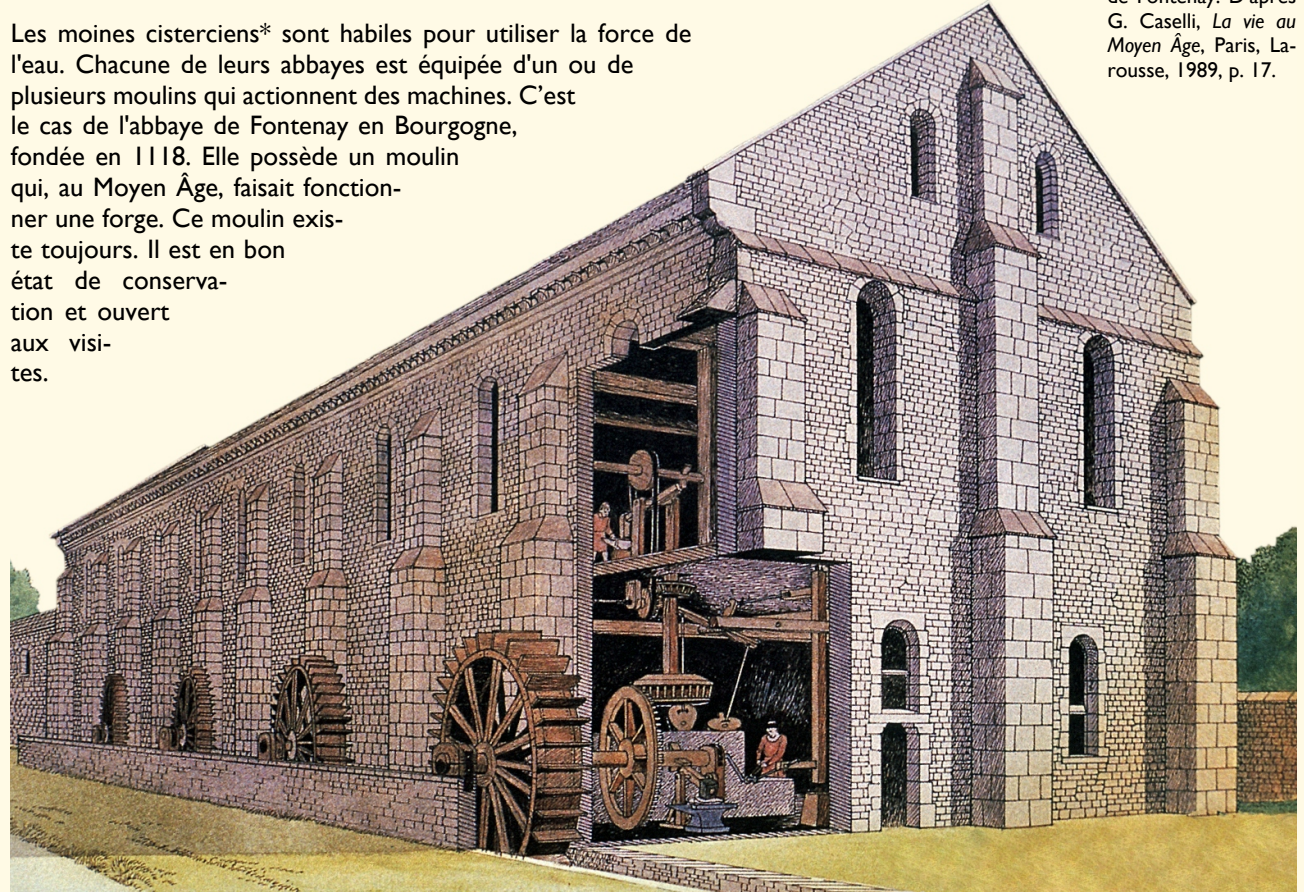 Les moines cisterciens* sont habiles pour utiliser la force de
l'eau. Chacune de leurs abbayes est équipée d'un ou de
plusieurs moulins qui actionnent des machines. C’est
le cas de l'abbaye de Fontenay en Bourgogne,
fondée en 1118. Elle possède un moulin
qui, au Moyen Âge, faisait fonction-
ner une forge. Ce moulin exis-
te toujours. Il est en bon
état de conserva-
tion et ouvert
aux visi-
tes.
de Fontenay. D'après
G. Caselli, La vie au
Moyen Âge, Paris, La-
rousse, 1989, p. 17.